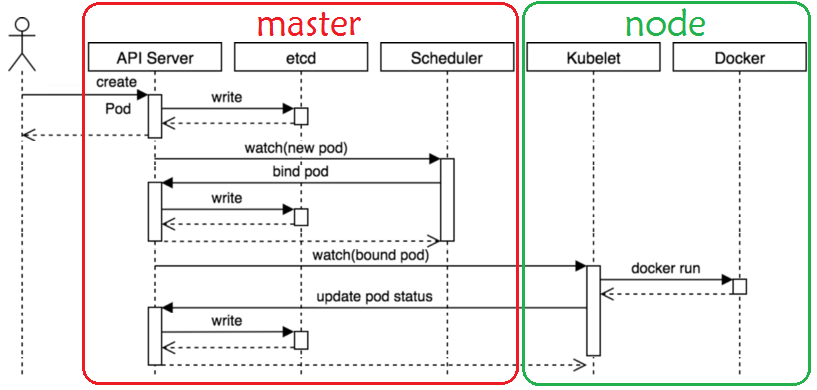 master
node
API Server
etcd
Scheduler
Kubelet
Docker
create
Pod
write
watch(new pod)
bind pod
write
watch(bound pod)
docker run
update pod status
write